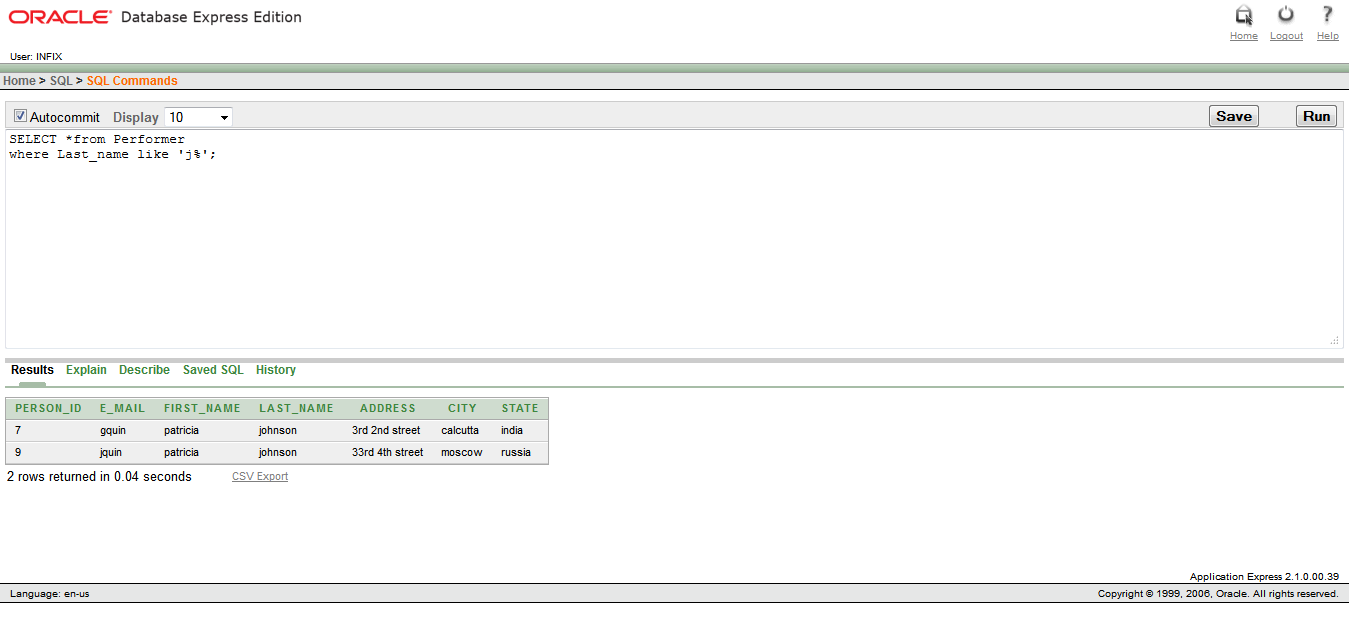 ORACLE® Database Express Edition
Home Logout Help
User: INFIX
Home > SQL > SQL Commands
Autocommit Display 10 Save Run
SELECT *from Performer
where Last_name like 'j%';
Results Explain Describe Saved SQL History
PERSON_ID E_MAIL FIRST_NAME LAST_NAME ADDRESS CITY STATE
7 gquin patricia johnson 3rd 2nd street calcutta india
9 jquin patricia johnson 33rd 4th street moscow russia
2 rows returned in 0.04 seconds CSV Export
Application Express 2.1.0.00.39
Language: en-us Copyright © 1999, 2006, Oracle. All rights reserved.